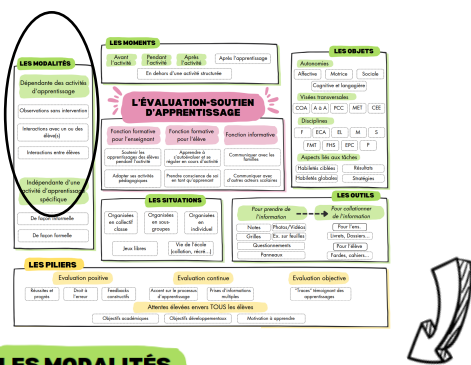 LES MOMENTS
Avant l'activité
Pendant l'activité
Après l'activité
Après l'apprentissage
En dehors d'une activité structurée
LES MODALITÉS
Dépendante des activités
d'apprentissage
Observations sans intervention
Interactions avec un ou des
élève(s)
Interactions entre élèves
Indépendante d'une
activité d'apprentissage
spécifique
De façon informelle
De façon formelle
L'ÉVALUATION-SOUTIEN
D'APPRENTISSAGE
Fonction formative
pour l'enseignant
Soutenir les
apprentissages des élèves
pendant l'activité
Adapter ses activités
pédagogiques
Fonction formative
pour l'élève
Apprendre à
s'autoévaluer et se
réguler en cours d'activité
Prendre conscience de soi
en tant qu'apprenant
Fonction informative
Communiquer avec les
familles
Communiquer avec
d'autres acteurs scolaires
LES OBJETS
Autonomies
Affective Motrice Sociale
Cognitive et langagière
Visées transversales
COA A à A PCC MET CEE
Disciplines
F ECA EL M S
FMT FHS EPC P
Aspects liés aux tâches
Habiletés ciblées Résultats
Habiletés globales Stratégies
LES SITUATIONS
Organisées
en collectif
classe
Organisées
en sous-
groupes
Organisées
en
individuel
Jeux libres
Vie de l'école
(collation, récré...)
LES OUTILS
Pour prendre de
l'information
Notes Photos/Vidéos
Grilles Ex. sur feuilles
Questionnements
Panneaux
Pour collationner
de l'information
Pour l'ens.
Livrets, Dossiers...
Pour l'élève
Fardes, cahiers...
LES PILIERS
Evaluation positive
Réussites et
progrès
Droit à
l'erreur
Feedbacks
constructifs
Evaluation continue
Accent sur le processus
d'apprentissage
Prises d'informations
multiples
Evaluation objective
"Traces" témoignant des
apprentissages
Attentes élevées envers TOUS les élèves
Objectifs académiques Objectifs développementaux Motivation à apprendre
LES MODALITÉS